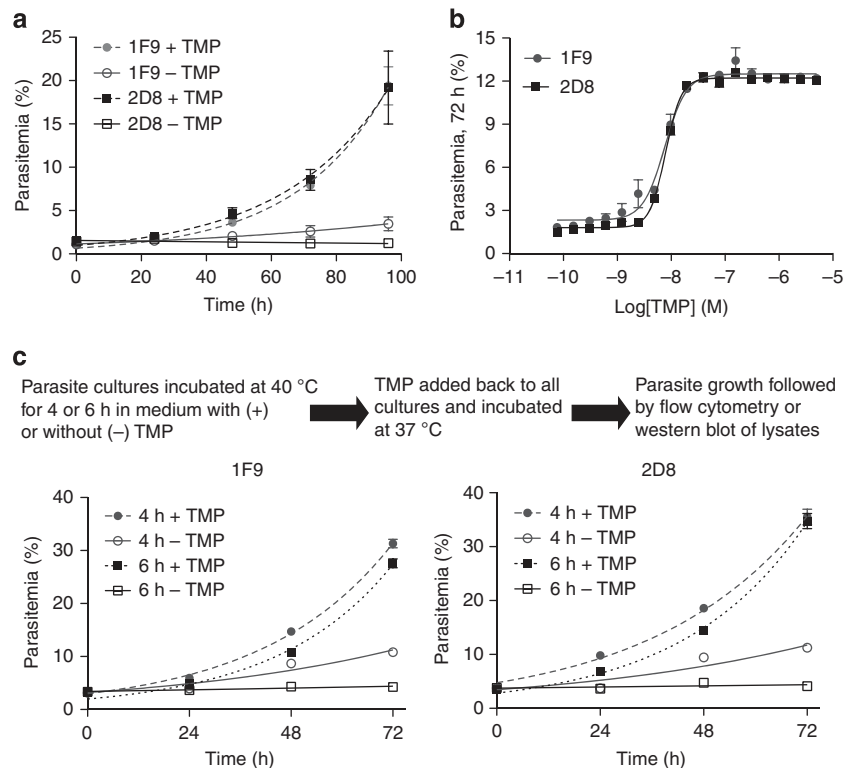 a
25
20
15
10
5
0
Parasitemia (%)
1F9 + TMP
1F9 – TMP
2D8 + TMP
2D8 – TMP
0 20 40 60 80 100
Time (h)
b
15
12
9
6
3
0
Parasitemia, 72 h (%)
1F9
2D8
–11 –10 –9 –8 –7 –6 –5
Log[TMP] (M)
c
Parasite cultures incubated at 40 °C
for 4 or 6 h in medium with (+)
or without (–) TMP
TMP added back to all
cultures and incubated
at 37 °C
Parasite growth followed
by flow cytometry or
western blot of lysates
1F9
40
30
20
10
0
Parasitemia (%)
4 h + TMP
4 h – TMP
6 h + TMP
6 h – TMP
0 24 48 72
Time (h)
2D8
40
30
20
10
0
Parasitemia (%)
4 h + TMP
4 h – TMP
6 h + TMP
6 h – TMP
0 24 48 72
Time (h)